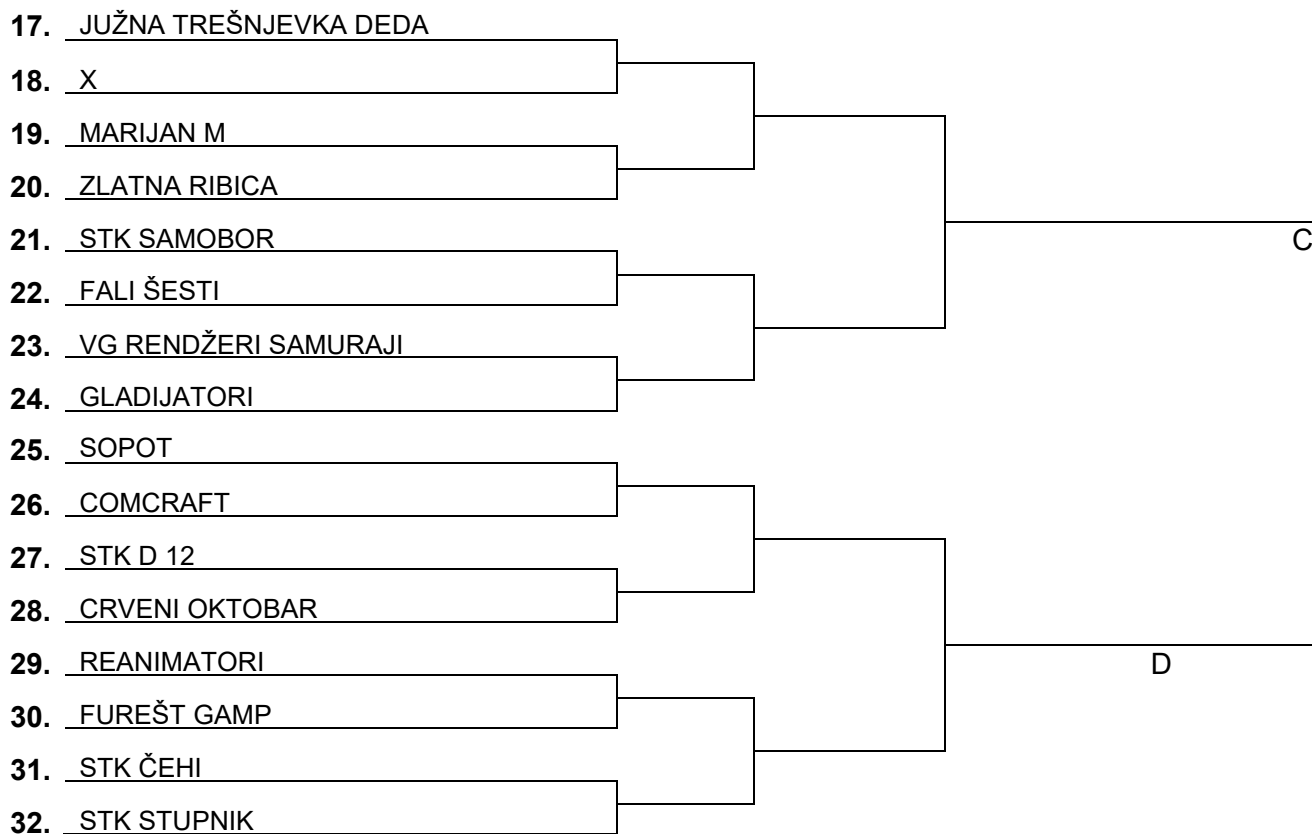 17. JUŽNA TREŠNJEVKA DEDA
18. X
19. MARIJAN M
20. ZLATNA RIBICA
21. STK SAMOBOR
C
22. FALI ŠESTI
23. VG RENDŽERI SAMURAJI
24. GLADIJATORI
25. SOPOT
26. COMCRAFT
27. STK D 12
28. CRVENI OKTOBAR
29. REANIMATORI
D
30. FUREŠT GAMP
31. STK ČEHI
32. STK STUPNIK